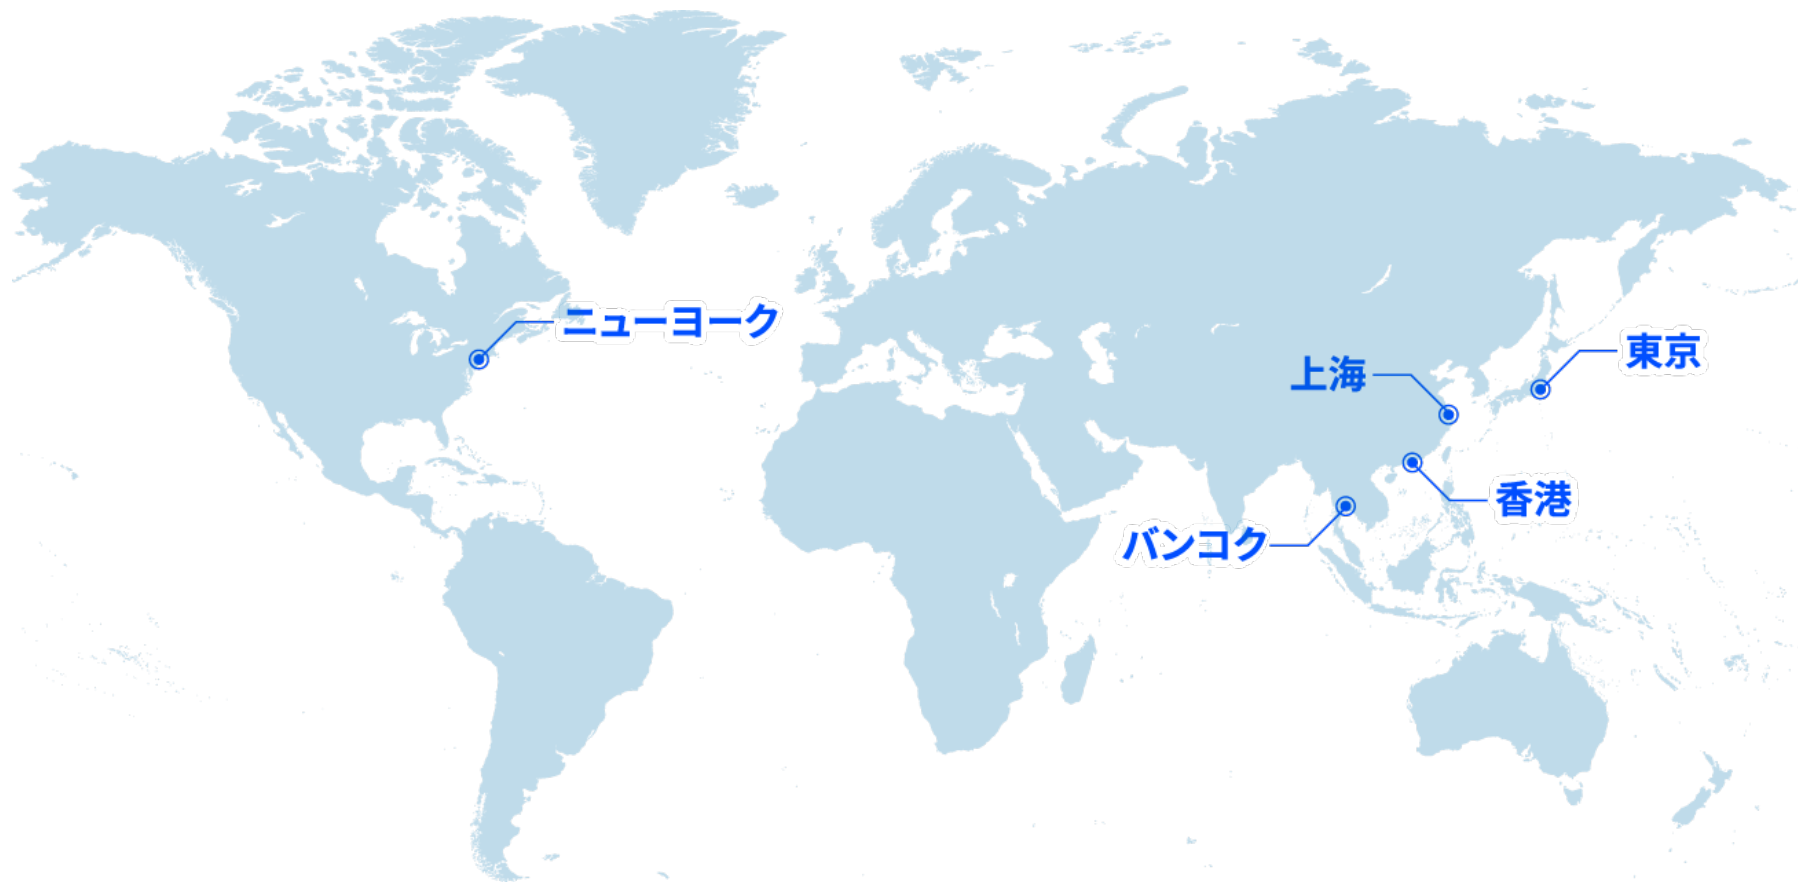 ニューヨーク
東京
上海
香港
バンコク